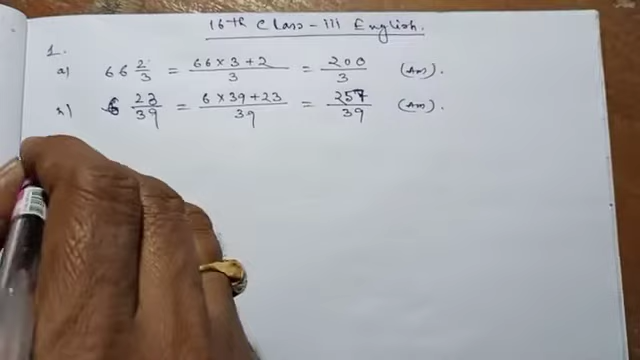 16th Class - iii English.
1.
a) 66 2/3 = 66 × 3 + 2 / 3 = 200 / 3 (Ans).
6 23/39 = 6 × 39 + 23 / 39 = 257 / 39 (Ans).